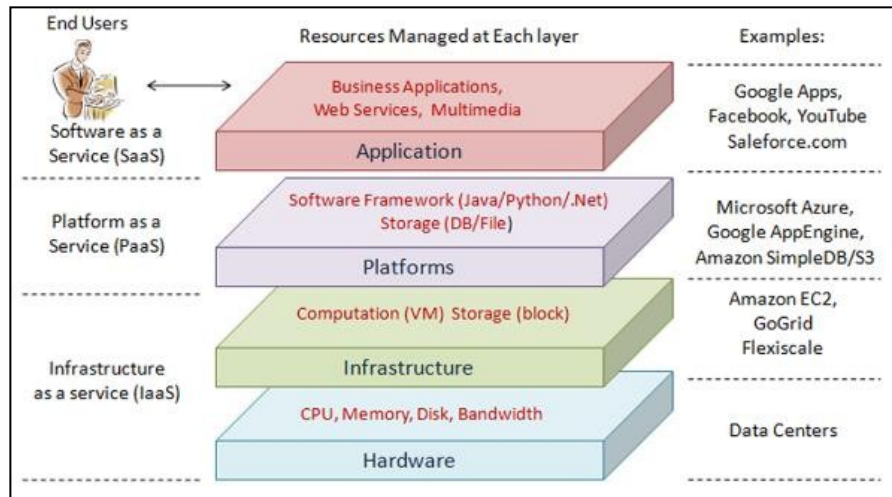 End Users
Resources Managed at Each layer
Examples:
Business Applications,
Web Services, Multimedia
Application
Software as a
Service (SaaS)
Google Apps,
Facebook, YouTube
Saleforce.com
Software Framework (Java/Python/.Net)
Storage (DB/File)
Platforms
Platform as a
Service (PaaS)
Microsoft Azure,
Google AppEngine,
Amazon SimpleDB/S3
Computation (VM) Storage (block)
Infrastructure
Amazon EC2,
GoGrid
Flexiscale
Infrastructure
as a service (IaaS)
CPU, Memory, Disk, Bandwidth
Hardware
Data Centers